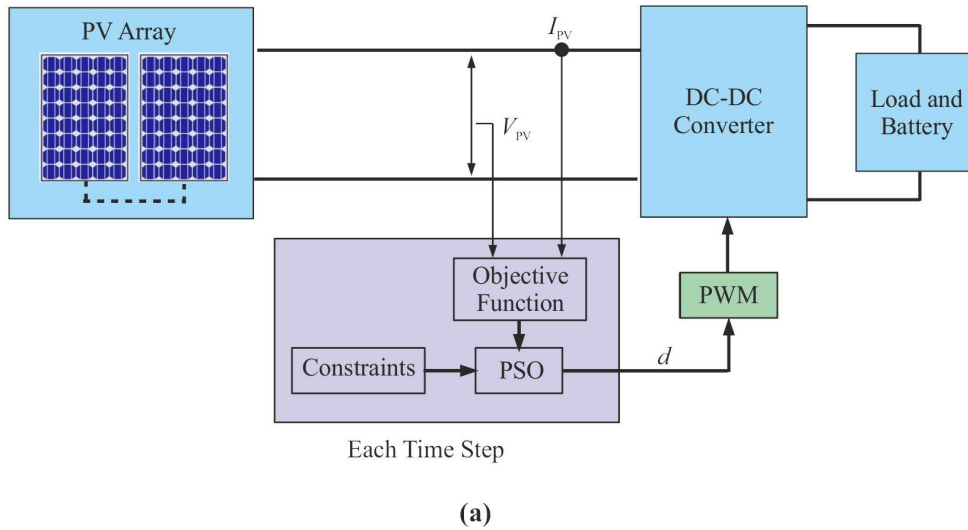 PV Array
I_PV
DC-DC
Converter
Load and
Battery
V_PV
Objective
Function
PWM
Constraints
PSO
d
Each Time Step
(a)